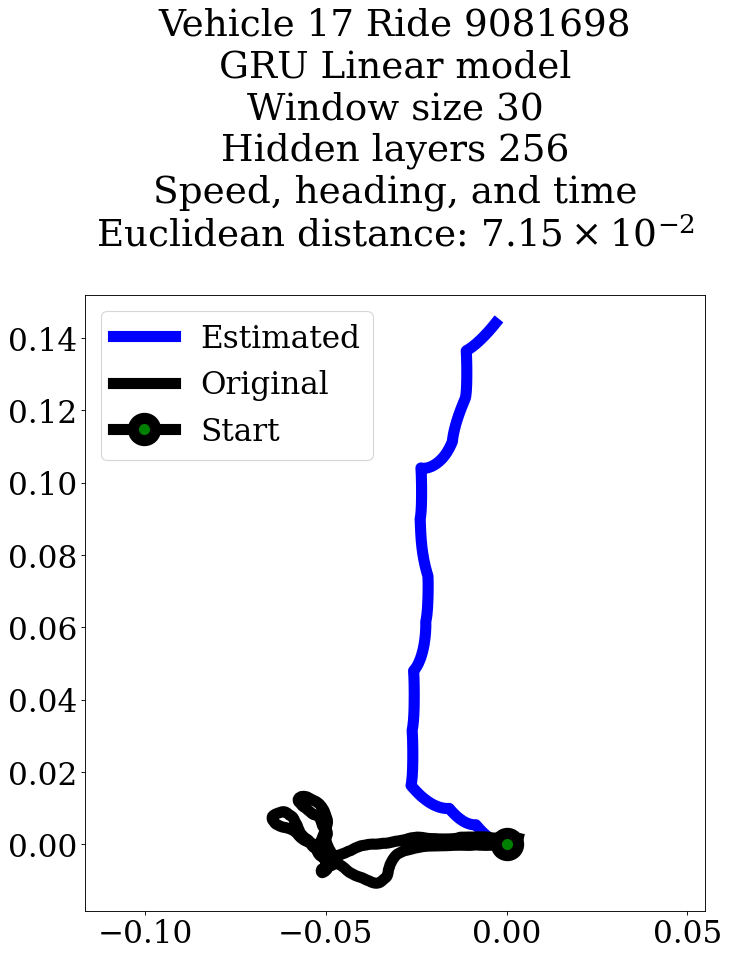 Vehicle 17 Ride 9081698
GRU Linear model
Window size 30
Hidden layers 256
Speed, heading, and time
Euclidean distance: 7.15 × 10⁻²
Estimated
Original
Start
0.14
0.12
0.10
0.08
0.06
0.04
0.02
0.00
−0.10 −0.05 0.00 0.05